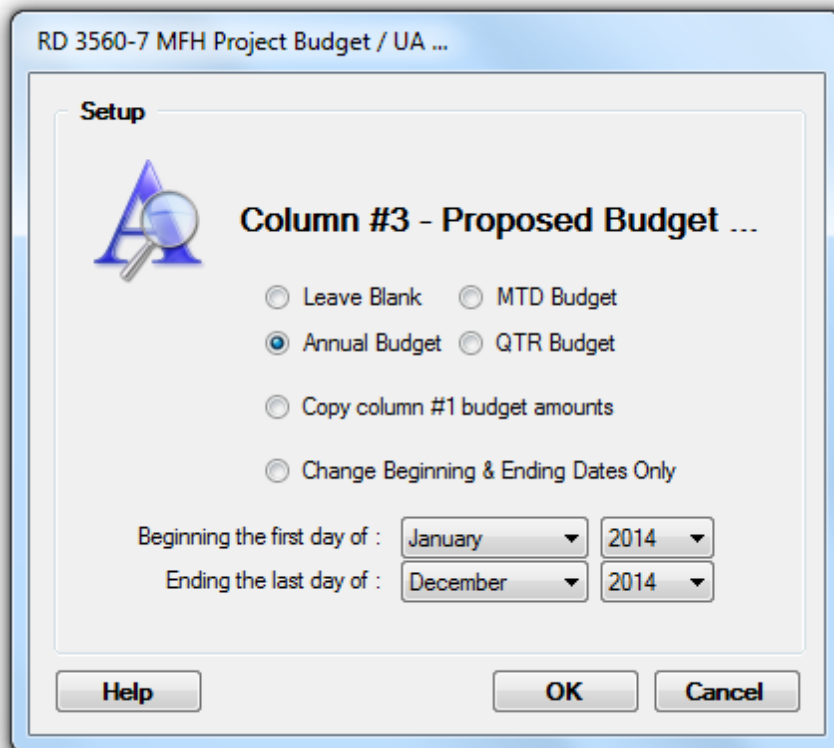 RD 3560-7 MFH Project Budget / UA ...
Setup
Column #3 - Proposed Budget ...
Leave Blank MTD Budget
Annual Budget QTR Budget
Copy column #1 budget amounts
Change Beginning & Ending Dates Only
Beginning the first day of : January 2014
Ending the last day of : December 2014
Help OK Cancel